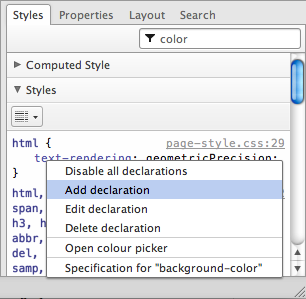 Styles Properties Layout Search
color
Computed Style
Styles
html { page-style.css:29
text-rendering: geometricPrecision;
Disable all declarations
} Add declaration
html, :29
span, Edit declaration
h3, h
abbr, Delete declaration
del, Open colour picker
samp, Specification for "background-color"